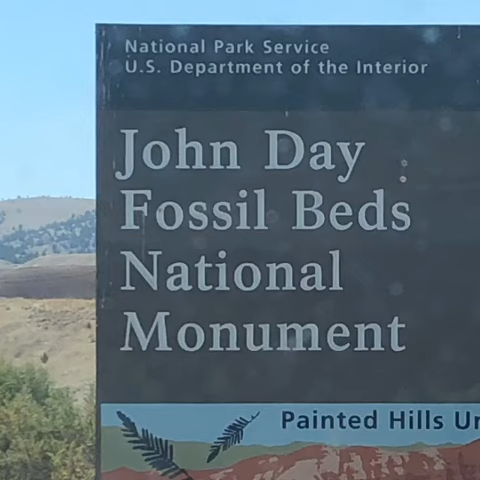 National Park Service
U.S. Department of the Interior
John Day
Fossil Beds
National
Monument
Painted Hills